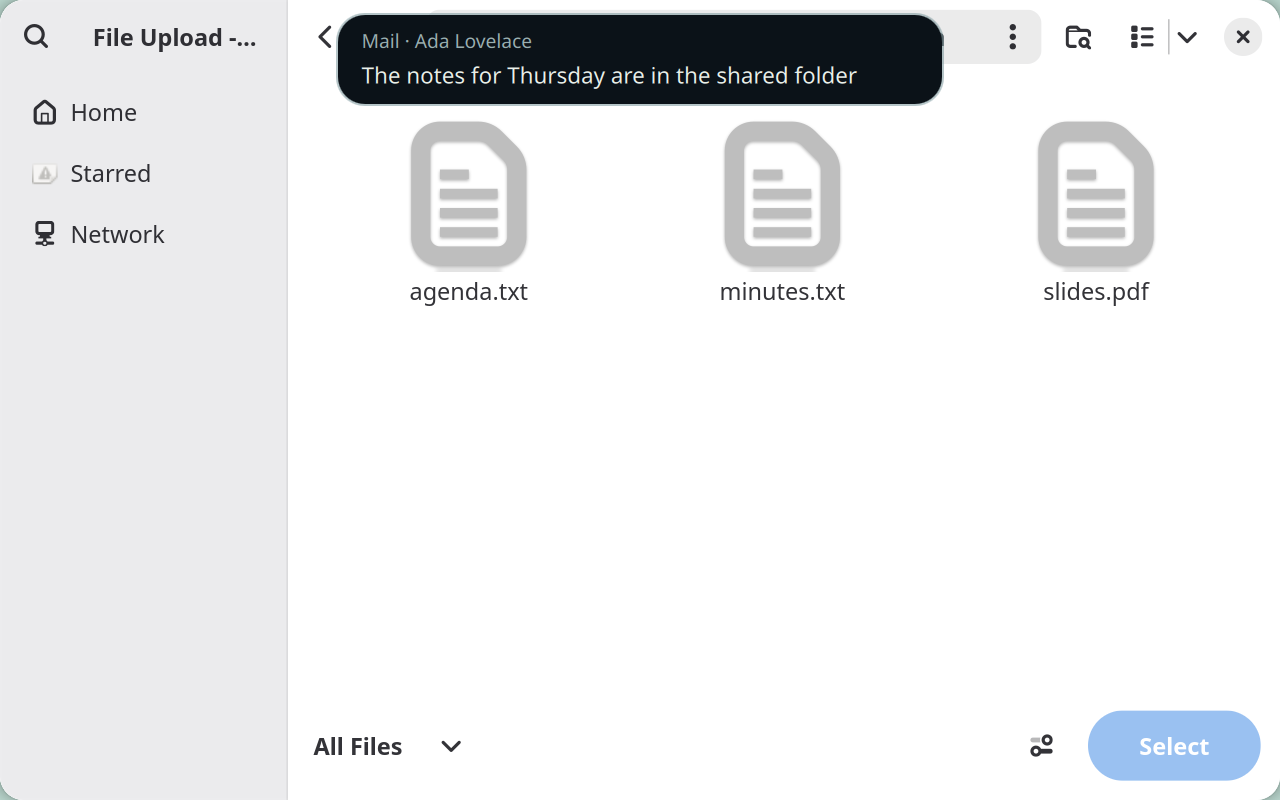 File Upload -...
Mail · Ada Lovelace
The notes for Thursday are in the shared folder
Home
Starred
Network
agenda.txt
minutes.txt
slides.pdf
All Files
Select